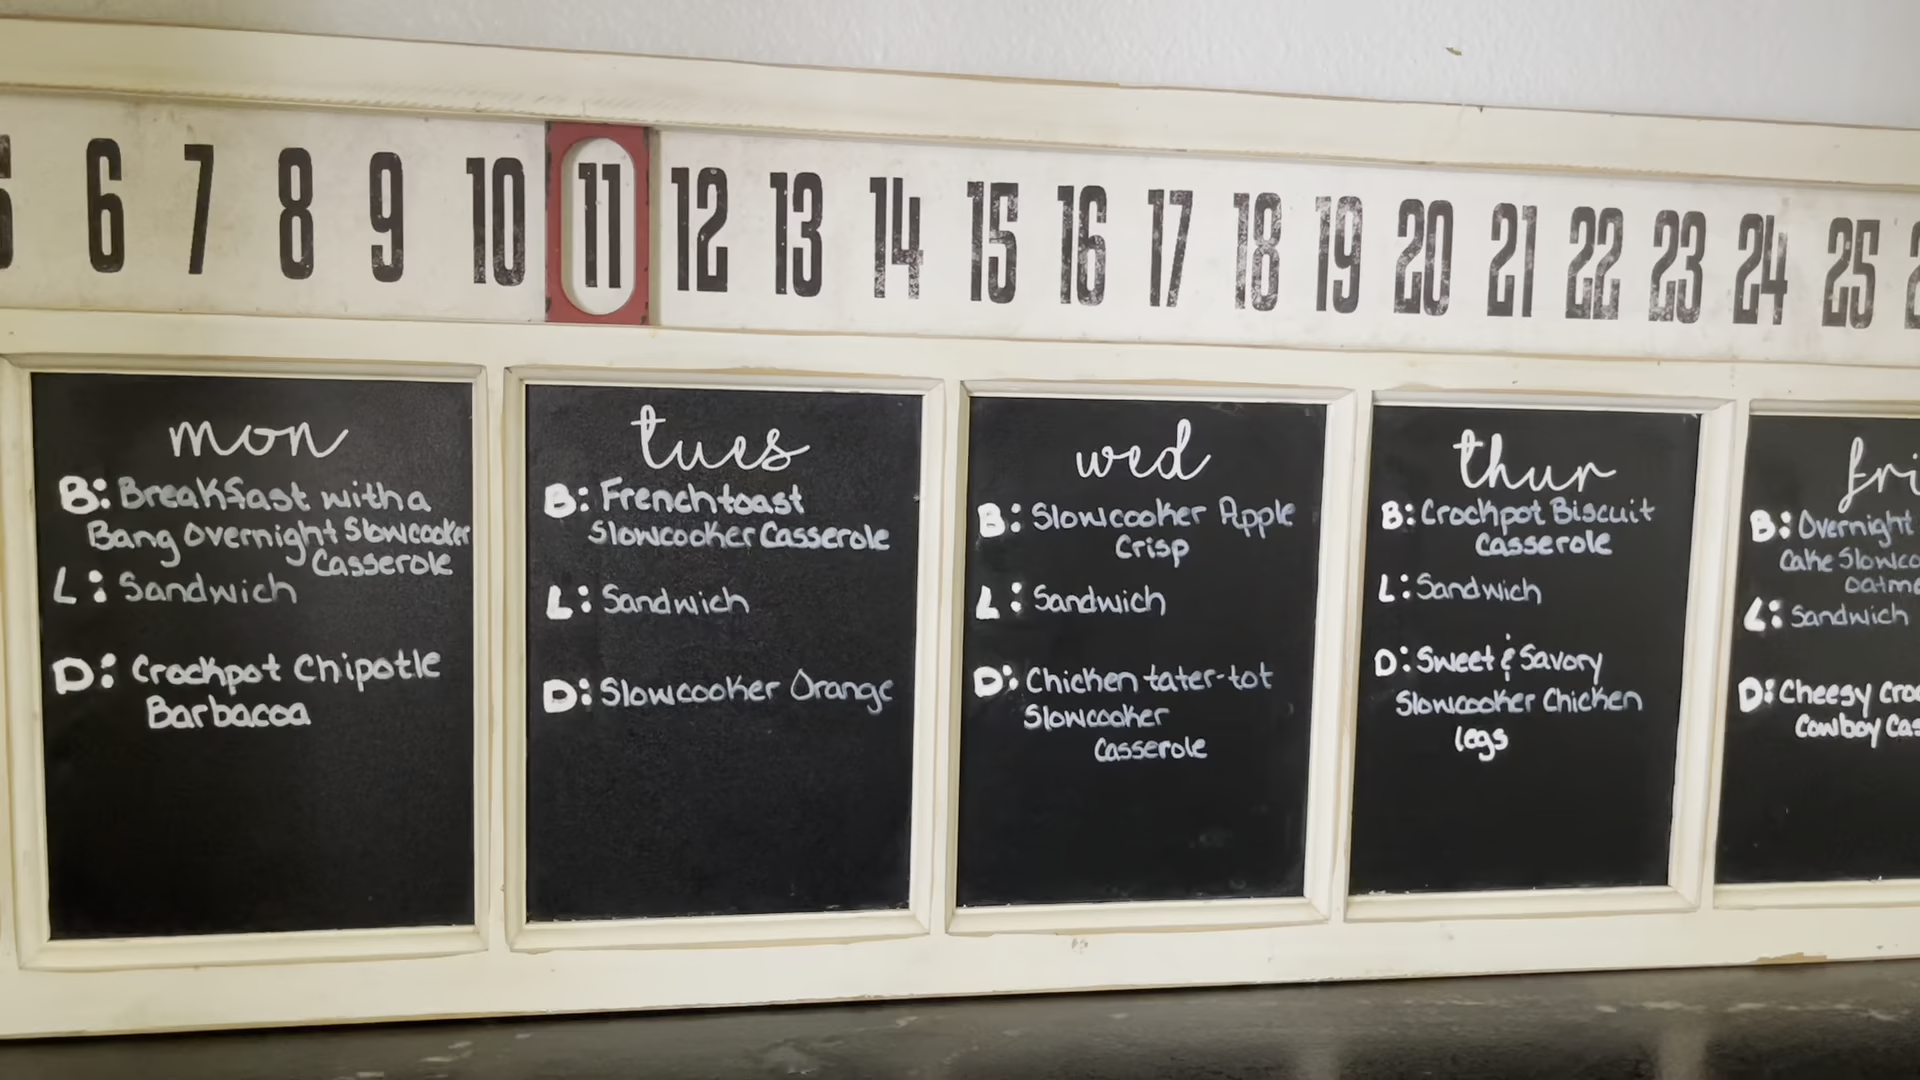 6 7 8 9 10 11 12 13 14 15 16 17 18 19 20 21 22 23 24 25
mon
B: Breakfast with a
Bang Overnight Slowcooker
Casserole
L: Sandwich
D: Crockpot Chipotle
Barbacoa
tues
B: Frenchtoast
Slowcooker Casserole
L: Sandwich
D: Slowcooker Orange
wed
B: Slowcooker Apple
Crisp
L: Sandwich
D: Chicken tater-tot
Slowcooker
Casserole
thur
B: Crockpot Biscuit
Casserole
L: Sandwich
D: Sweet & Savory
Slowcooker Chicken
legs
fri
B: Overnight
Cake
L: Sandwich
D: Cheesy
Cowboy